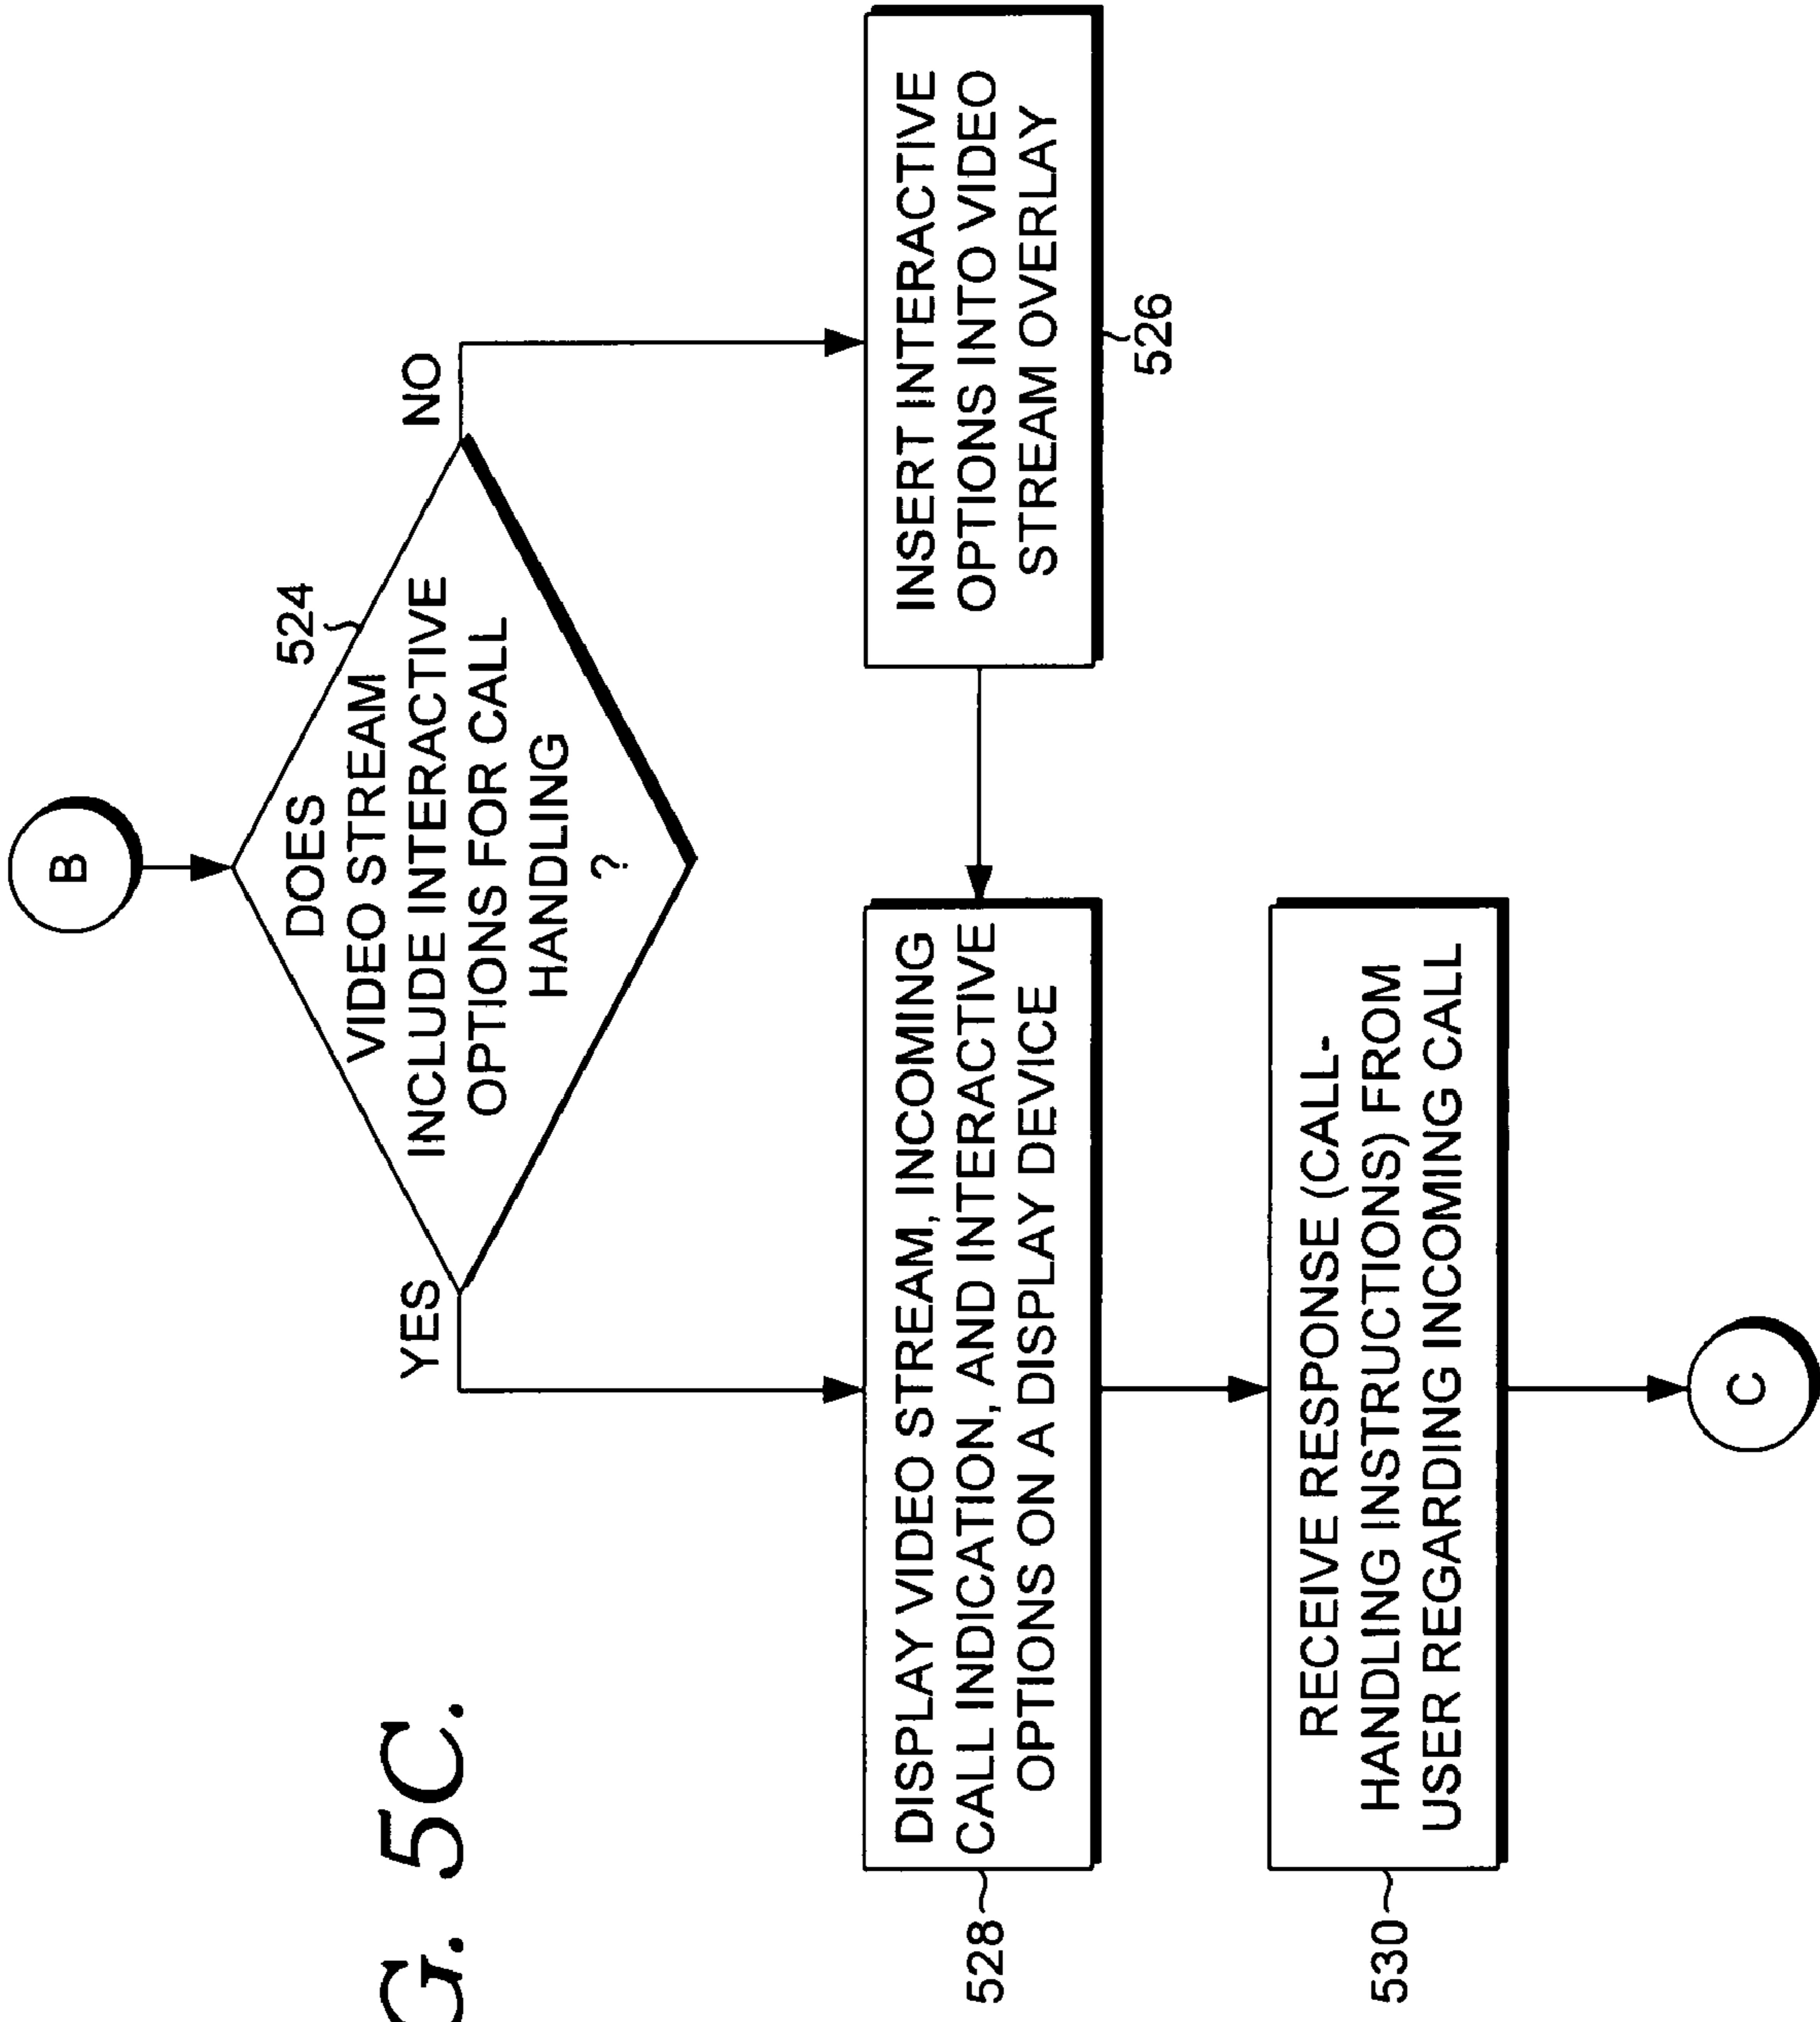 B
524
DOES
VIDEO STREAM
INCLUDE INTERACTIVE
OPTIONS FOR CALL
HANDLING
?
YES
NO
INSERT INTERACTIVE
OPTIONS INTO VIDEO
STREAM OVERLAY
526
DISPLAY VIDEO STREAM, INCOMING
CALL INDICATION, AND INTERACTIVE
OPTIONS ON A DISPLAY DEVICE
528
RECEIVE RESPONSE (CALL-
HANDLING INSTRUCTIONS) FROM
USER REGARDING INCOMING CALL
530
C
G. 5C.